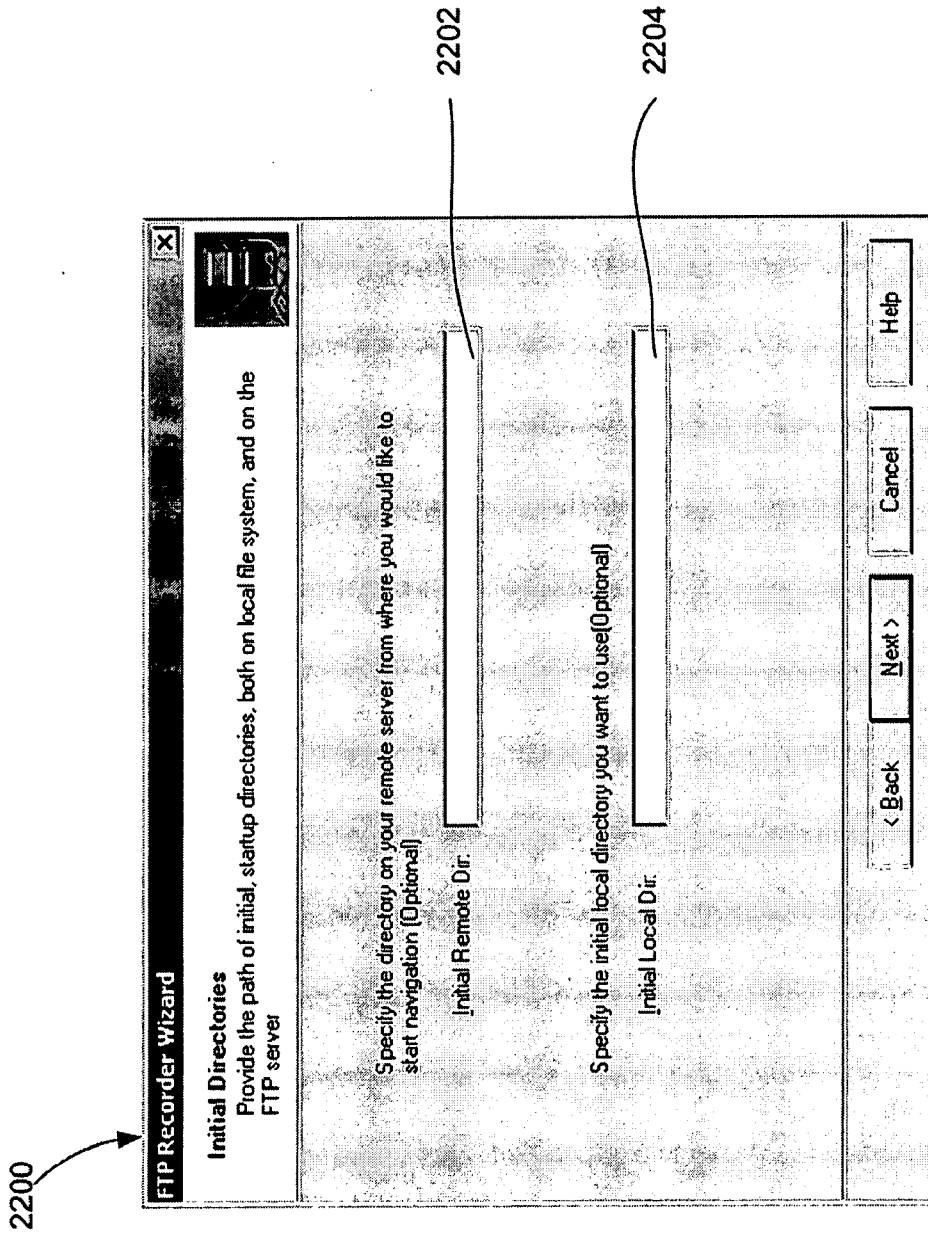 2200
FTP Recorder Wizard
Initial Directories
Provide the path of initial, startup directories, both on local file system, and on the
FTP server
Specify the directory on your remote server from where you would like to
start navigation (Optional)
Initial Remote Dir:
2202
Specify the initial local directory you want to use(Optional)
Initial Local Dir:
2204
< Back
Next >
Cancel
Help